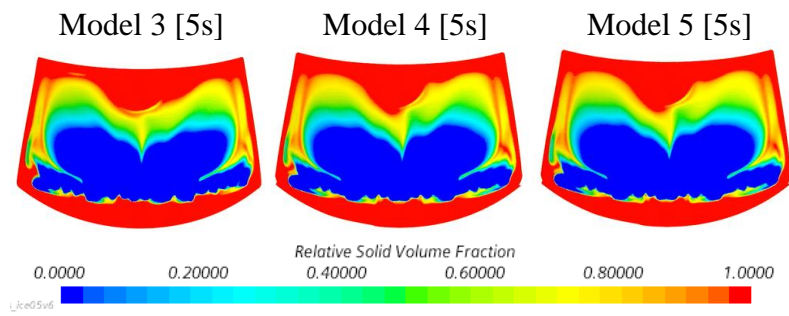 Model 3 [5s] Model 4 [5s] Model 5 [5s]
Relative Solid Volume Fraction
0.0000 0.20000 0.40000 0.60000 0.80000 1.0000